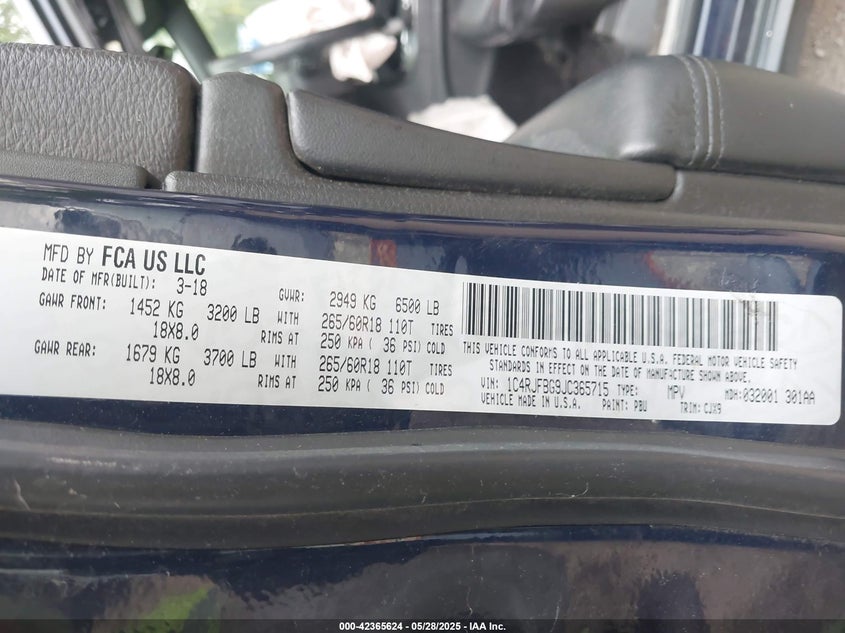 MFD BY FCA US LLC
DATE OF MFR(BUILT): 3-18 GVWR: 2949 KG 6500 LB
GAWR FRONT: 1452 KG 3200 LB WITH 265/60R18 110T TIRES
18X8.0 RIMS AT 250 KPA ( 36 PSI) COLD
GAWR REAR: 1679 KG 3700 LB WITH 265/60R18 110T TIRES
18X8.0 RIMS AT 250 KPA ( 36 PSI) COLD
THIS VEHICLE CONFORMS TO ALL APPLICABLE U.S.A. FEDERAL MOTOR VEHICLE SAFETY
STANDARDS IN EFFECT ON THE DATE OF MANUFACTURE SHOWN ABOVE.
VIN: 1C4RJFBG9JC365715 TYPE: MPV MDH:032001 301AA
VEHICLE MADE IN U.S.A. PAINT: PBU TRIM: CJX9
000-42365624 | 05/28/2025 - IAA Inc.